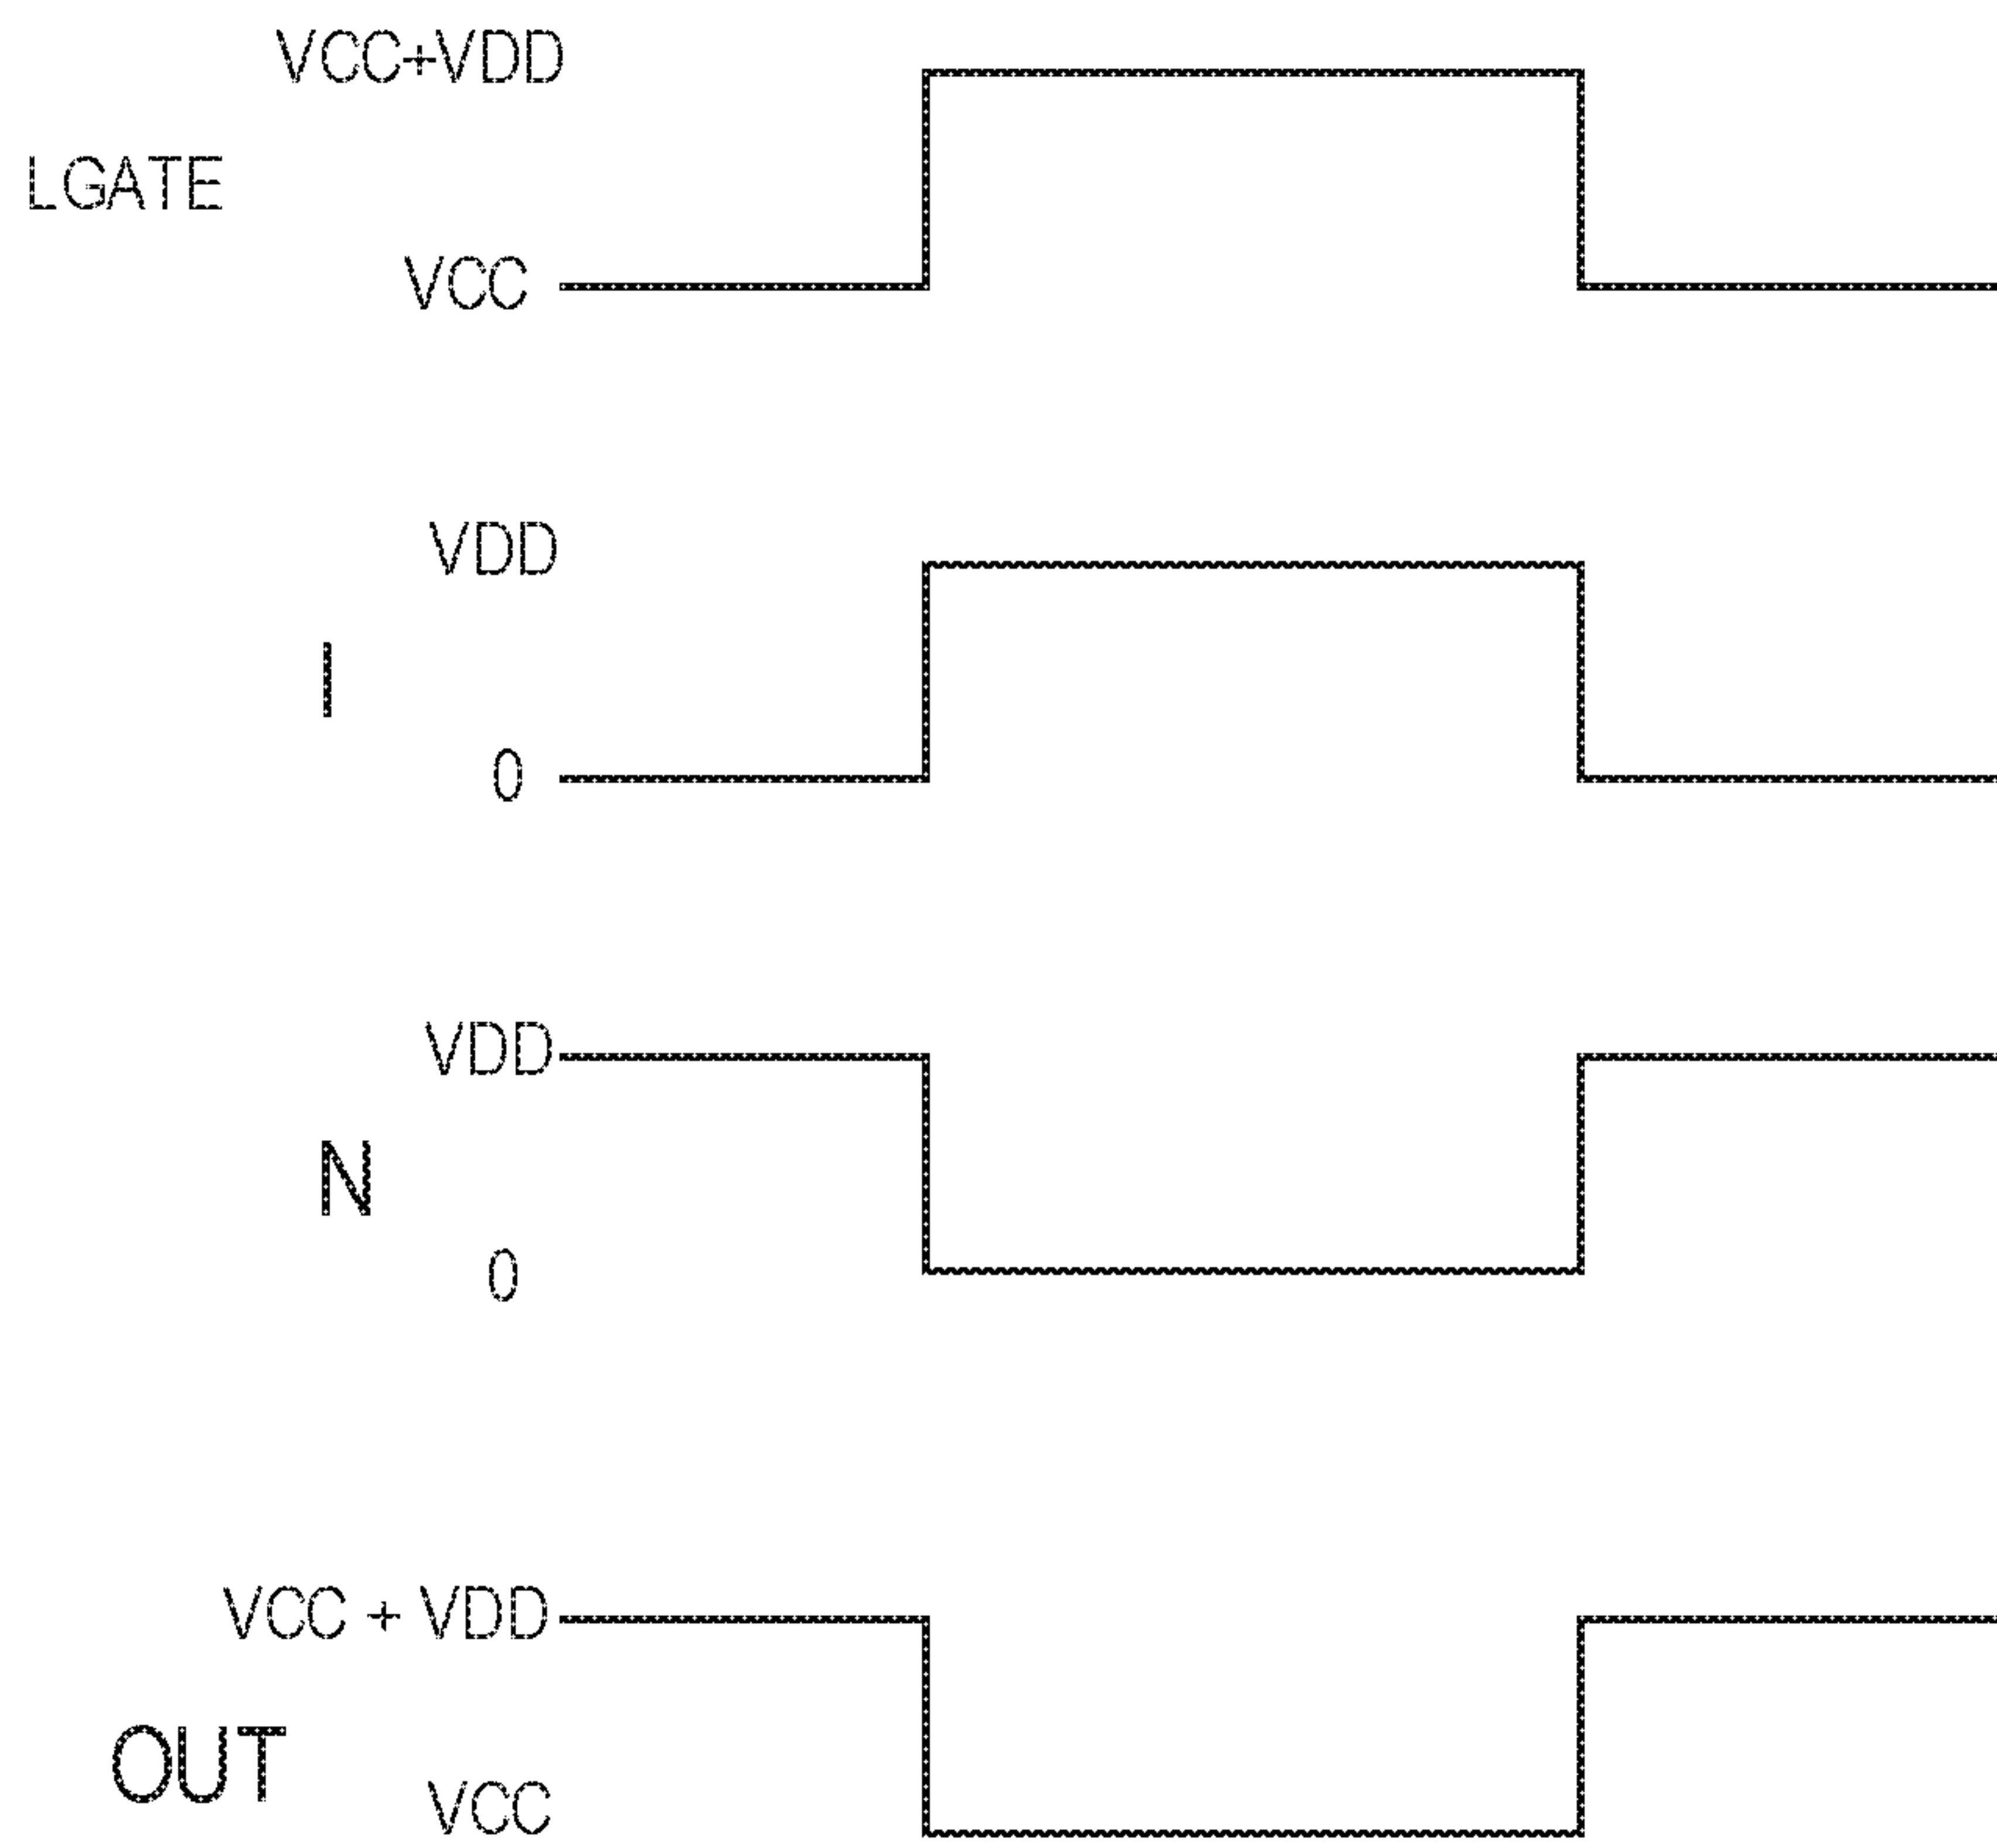 VCC+VDD
LGATE
VCC
VDD
I
0
VDD
N
0
VCC + VDD
OUT
VCC